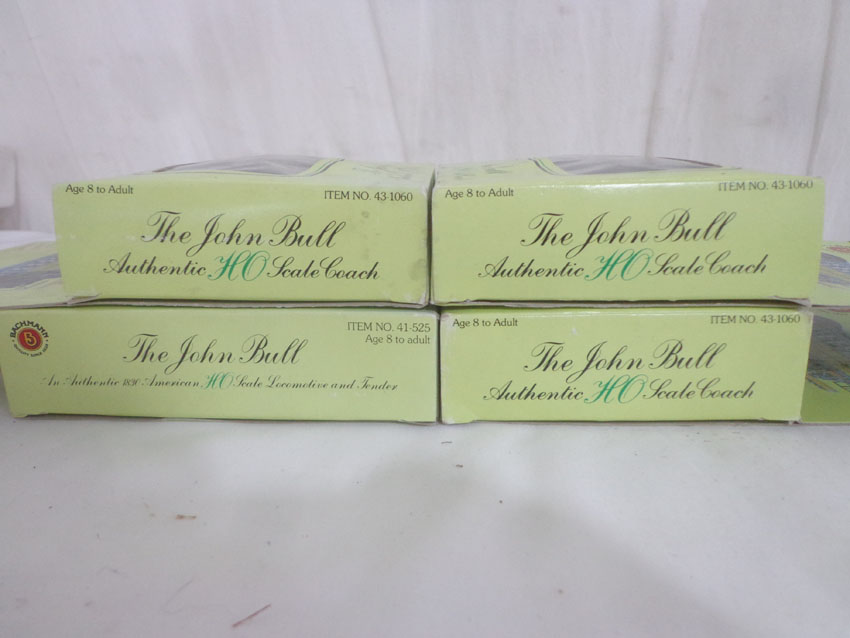 Age 8 to Adult
ITEM NO. 43-1060
The John Bull
Authentic HO Scale Coach
Age 8 to Adult
ITEM NO. 43-1060
The John Bull
Authentic HO Scale Coach
BACHMANN
B
ITEM NO. 41-525
Age 8 to adult
The John Bull
An Authentic 1830 American HO Scale Locomotive and Tender
Age 8 to Adult
ITEM NO. 43-1060
The John Bull
Authentic HO Scale Coach